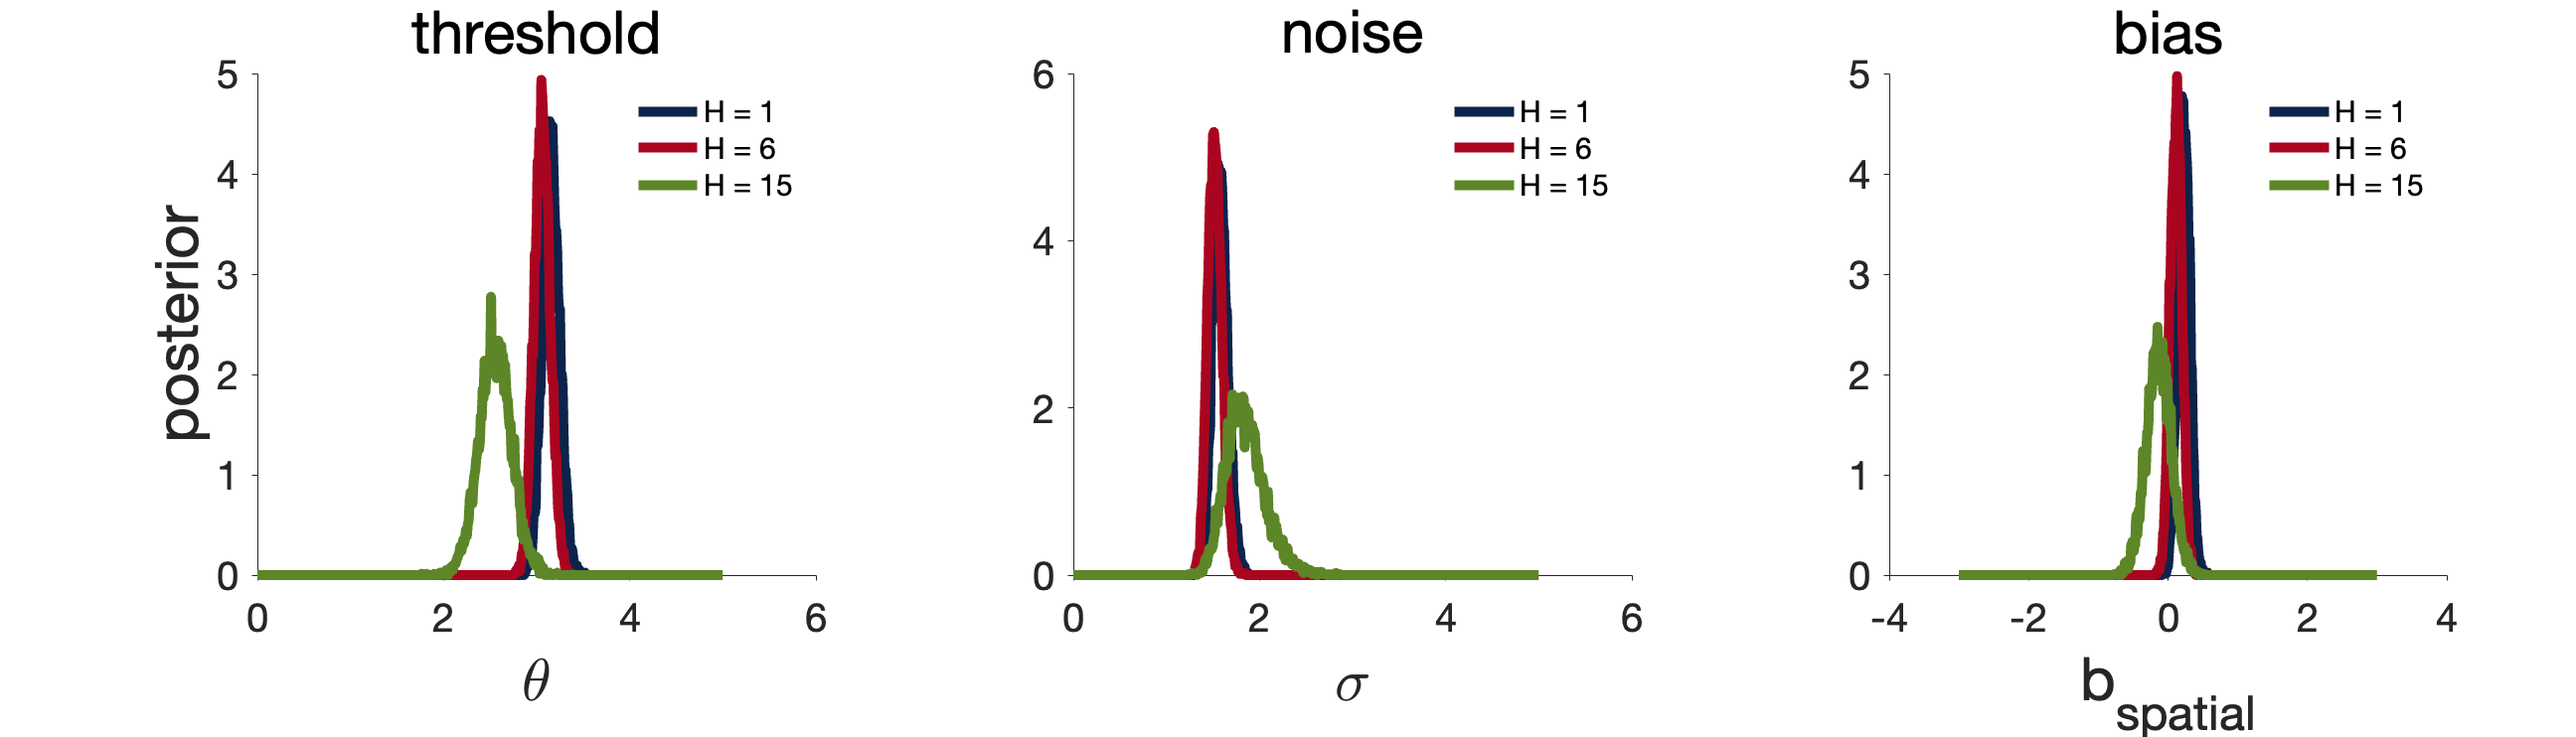 threshold
noise
bias
posterior
5
4
3
2
1
0
0
2
4
6
θ
H = 1
H = 6
H = 15
6
4
2
0
0
2
4
6
σ
H = 1
H = 6
H = 15
5
4
3
2
1
0
-4
-2
0
2
4
b spatial
H = 1
H = 6
H = 15